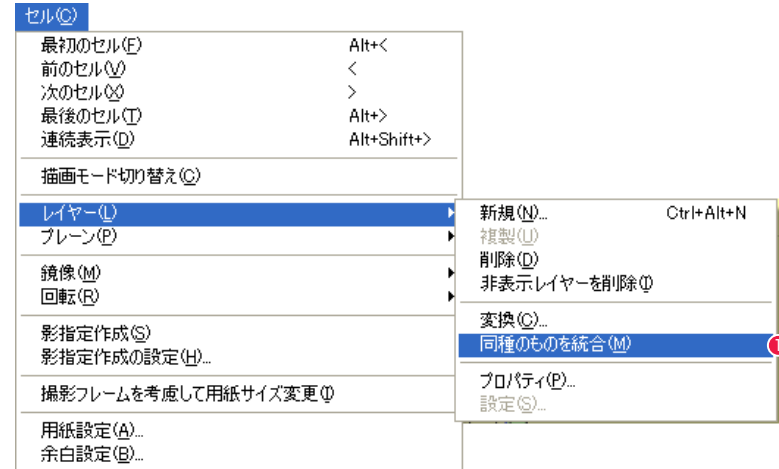 セル(C)
最初のセル(F) Alt+<
前のセル(V) <
次のセル(X) >
最後のセル(T) Alt+>
連続表示(D) Alt+Shift+>
描画モード切り替え(C)
レイヤー(L)
プレーン(P)
鏡像(M)
回転(R)
影指定作成(S)
影指定作成の設定(H)...
撮影フレームを考慮して用紙サイズ変更(I)
用紙設定(A)...
余白設定(B)...
新規(N)... Ctrl+Alt+N
複製(U)
削除(D)
非表示レイヤーを削除(I)
変換(C)...
同種のものを統合(M)
1
プロパティ(P)...
設定(S)...